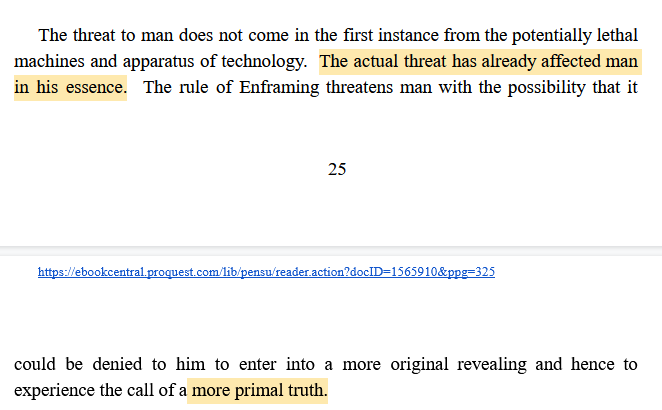 The threat to man does not come in the first instance from the potentially lethal
machines and apparatus of technology. The actual threat has already affected man
in his essence. The rule of Enframing threatens man with the possibility that it
25
https://ebookcentral.proquest.com/lib/pensu/reader.action?docID=1565910&ppg=325
could be denied to him to enter into a more original revealing and hence to
experience the call of a more primal truth.